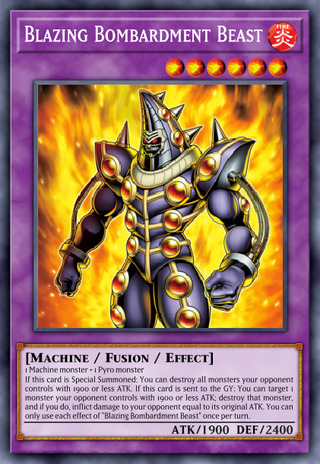 Blazing Bombardment Beast
FIRE
炎
[Machine / Fusion / Effect]
1 Machine monster • 1 Pyro monster
If this card is Special Summoned: You can destroy all monsters your opponent
controls with 1900 or less ATK. If this card is sent to the GY: You can target 1
monster your opponent controls with 1900 or less ATK; destroy that monster,
and if you do, inflict damage to your opponent equal to its original ATK. You can
only use each effect of "Blazing Bombardment Beast" once per turn.
ATK/1900 DEF/2400